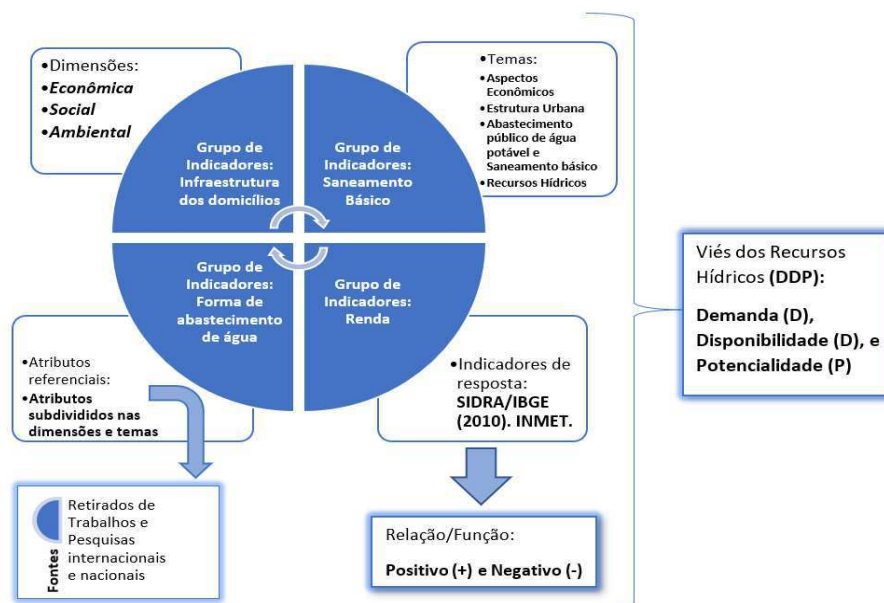 •Dimensões:
•Econômica
•Social
•Ambiental
•Temas:
•Aspectos
Econômicos
•Estrutura Urbana
•Abastecimento
público de água
potável e
Saneamento básico
•Recursos Hídricos
Grupo de
Indicadores:
Infraestrutura
dos domicílios
Grupo de
Indicadores:
Saneamento
Básico
Grupo de
Indicadores:
Forma de
abastecimento
de água
Grupo de
Indicadores:
Renda
•Atributos
referenciais:
•Atributos
subdivididos nas
dimensões e temas
•Indicadores de
resposta:
SIDRA/IBGE
(2010). INMET.
Fontes
Retirados de
Trabalhos e
Pesquisas
internacionais
e nacionais
Relação/Função:
Positivo (+) e Negativo (-)
Viés dos Recursos
Hídricos (DDP):
Demanda (D),
Disponibilidade (D), e
Potencialidade (P)